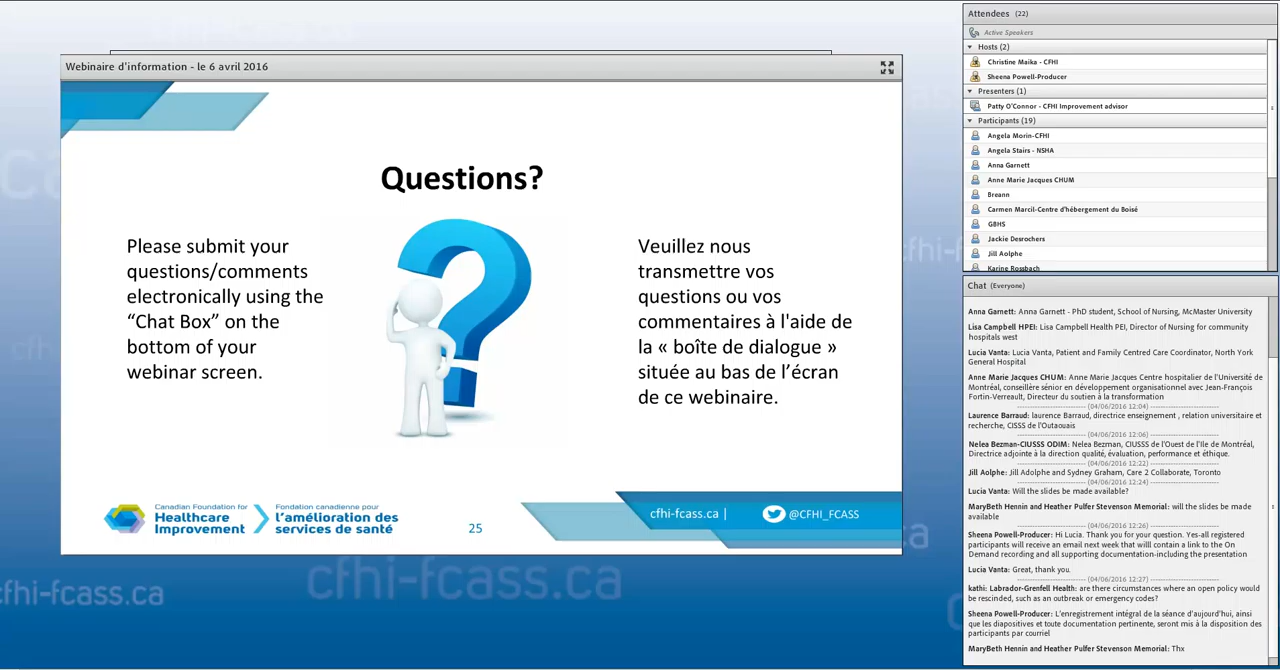 Webinaire d'information - le 6 avril 2016
Questions?
Please submit your
questions/comments
electronically using the
“Chat Box” on the
bottom of your
webinar screen.
Veuillez nous
transmettre vos
questions ou vos
commentaires à l'aide de
la « boîte de dialogue »
située au bas de l’écran
de ce webinaire.
Canadian Foundation for
Healthcare
Improvement
Fondation canadienne pour
l'amélioration des
services de santé
25
cfhi-fcass.ca |
@CFHI_FCASS
cfhi-fcass.ca
cfhi-fcass.ca
Attendees (22)
Active Speakers
Hosts (2)
Christine Maika - CFHI
Sheena Powell-Producer
Presenters (1)
Patty O'Connor - CFHI Improvement advisor
Participants (19)
Angela Morin-CFHI
Angela Stairs - NSHA
Anna Garnett
Anne Marie Jacques CHUM
Breann
Carmen Marcil-Centre d'hébergement du Boisé
GBHS
Jackie Desrochers
Jill Aolphe
Karine Rossbach
Chat (Everyone)
Anna Garnett: Anna Garnett - PhD student, School of Nursing, McMaster University
Lisa Campbell HPEI: Lisa Campbell Health PEI, Director of Nursing for community
hospitals west
Lucia Vanta: Lucia Vanta, Patient and Family Centred Care Coordinator, North York
General Hospital
Anne Marie Jacques CHUM: Anne Marie Jacques Centre hospitalier de l'Université de
Montréal, conseillère sénior en développement organisationnel avec Jean-François
Fortin-Verreault, Directeur du soutien à la transformation
(04/06/2016 12:04)
Laurence Barraud: laurence Barraud, directrice enseignement , relation universitaire et
recherche, CISSS de l'Outaouais
(04/06/2016 12:06)
Nelea Bezman-CIUSSS ODIM: Nelea Bezman, CIUSSS de l'Ouest de l'Ile de Montréal,
Directrice adjointe à la direction qualité, évaluation, performance et éthique.
(04/06/2016 12:22)
Jill Aolphe: Jill Adolphe and Sydney Graham, Care 2 Collaborate, Toronto
(04/06/2016 12:24)
Lucia Vanta: Will the slides be made available?
MaryBeth Hennin and Heather Pulfer Stevenson Memorial: will the slides be made
available
(04/06/2016 12:26)
Sheena Powell-Producer: Hi Lucia. Thank you for your question. Yes-all registered
participants will receive an email next week that willl contain a link to the On
Demand recording and all supporting documentation-including the presentation
Lucia Vanta: Great, thank you.
(04/06/2016 12:27)
kathi: Labrador-Grenfell Health: are there circumstances where an open policy would
be rescinded, such as an outbreak or emergency codes?
Sheena Powell-Producer: L'enregistrement intégral de la séance d'aujourd'hui, ainsi
que les diapositives et toute documentation pertinente, seront mis à la disposition des
participants par courriel
MaryBeth Hennin and Heather Pulfer Stevenson Memorial: Thx